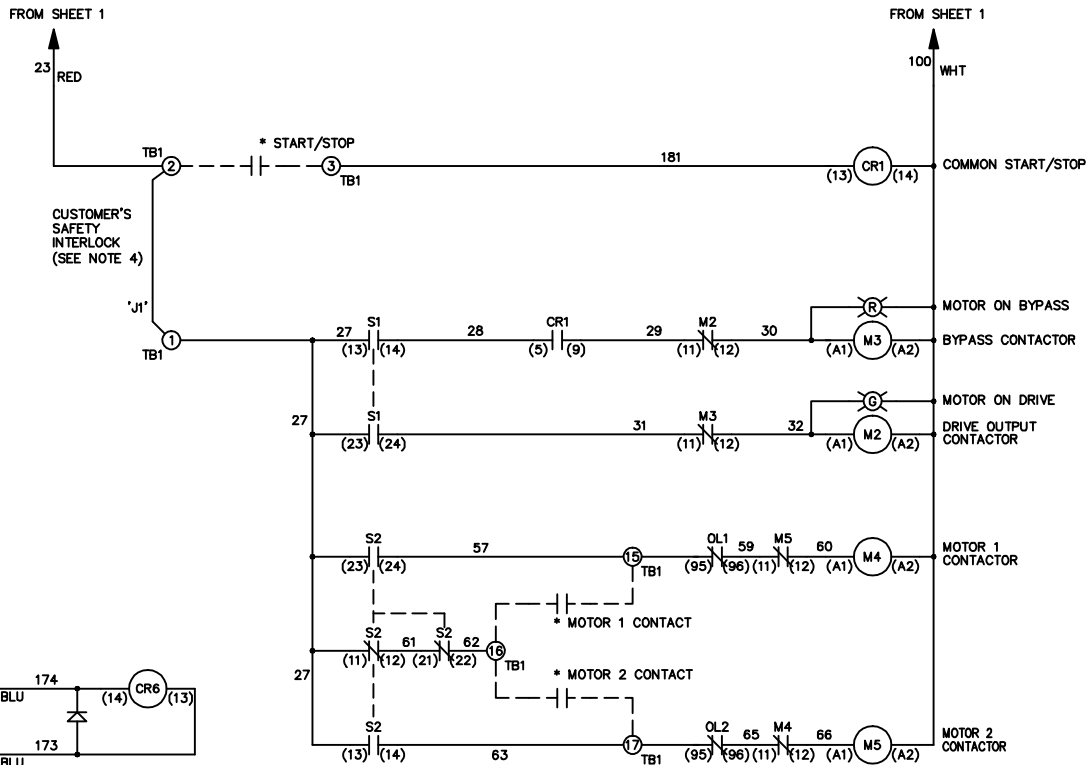 FROM SHEET 1
FROM SHEET 1
23
RED
100
WHT
* START/STOP
TB1
2
3
TB1
181
CR1
(13)
(14)
COMMON START/STOP
CUSTOMER'S
SAFETY
INTERLOCK
(SEE NOTE 4)
'J1'
TB1
1
R
MOTOR ON BYPASS
S1
CR1
M2
27
28
29
30
(13)
(14)
(5)
(9)
(11)
(12)
(A1)
M3
(A2)
BYPASS CONTACTOR
G
MOTOR ON DRIVE
27
S1
31
M3
32
(23)
(24)
(11)
(12)
(A1)
M2
(A2)
DRIVE OUTPUT
CONTACTOR
S2
57
15
TB1
OL1
59
M5
60
(23)
(24)
(95)
(96)
(11)
(12)
(A1)
M4
(A2)
MOTOR 1
CONTACTOR
* MOTOR 1 CONTACT
S2
61
S2
62
16
TB1
(11)
(12)
(21)
(22)
27
* MOTOR 2 CONTACT
S2
63
17
TB1
OL2
65
M4
66
(13)
(14)
(95)
(96)
(11)
(12)
(A1)
M5
(A2)
MOTOR 2
CONTACTOR
174
BLU
(14)
CR6
(13)
173
BLU